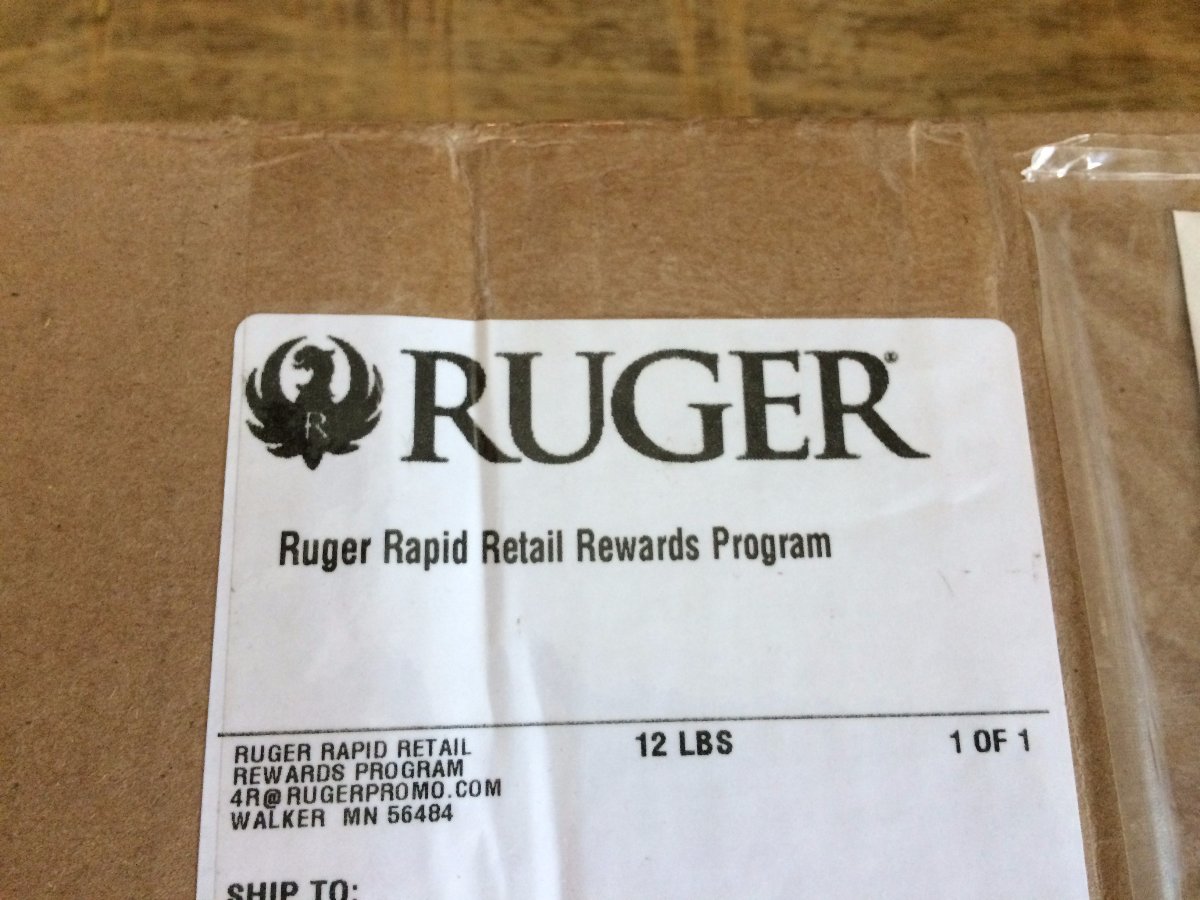 RUGER®
R
Ruger Rapid Retail Rewards Program
RUGER RAPID RETAIL
REWARDS PROGRAM
4R@RUGERPROMO.COM
WALKER MN 56484
12 LBS
1 OF 1
SHIP TO: